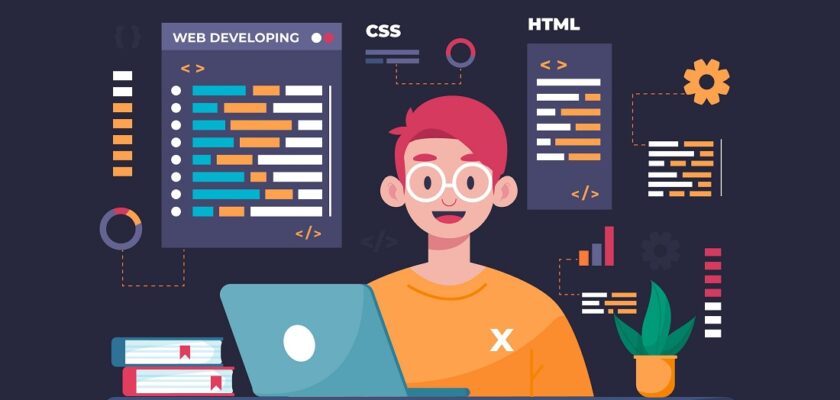 WEB DEVELOPING
< >
</>
CSS
HTML
< >
</>
{ }
</>
X